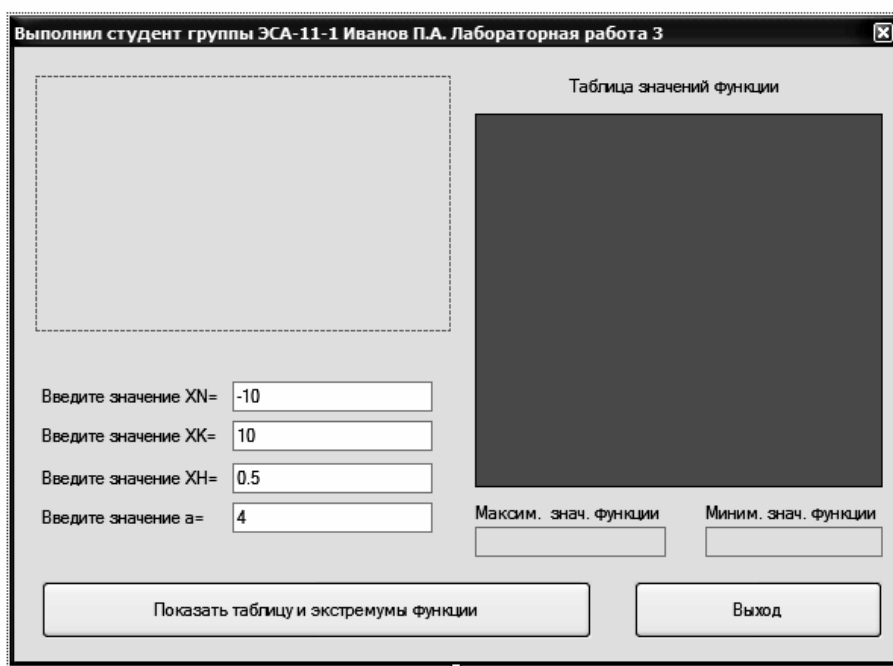 Выполнил студент группы ЭСА-11-1 Иванов П.А. Лабораторная работа 3
Таблица значений функции
Введите значение XN= -10
Введите значение XK= 10
Введите значение XH= 0.5
Введите значение a= 4
Максим. знач. функции
Миним. знач. функции
Показать таблицу и экстремумы функции
Выход